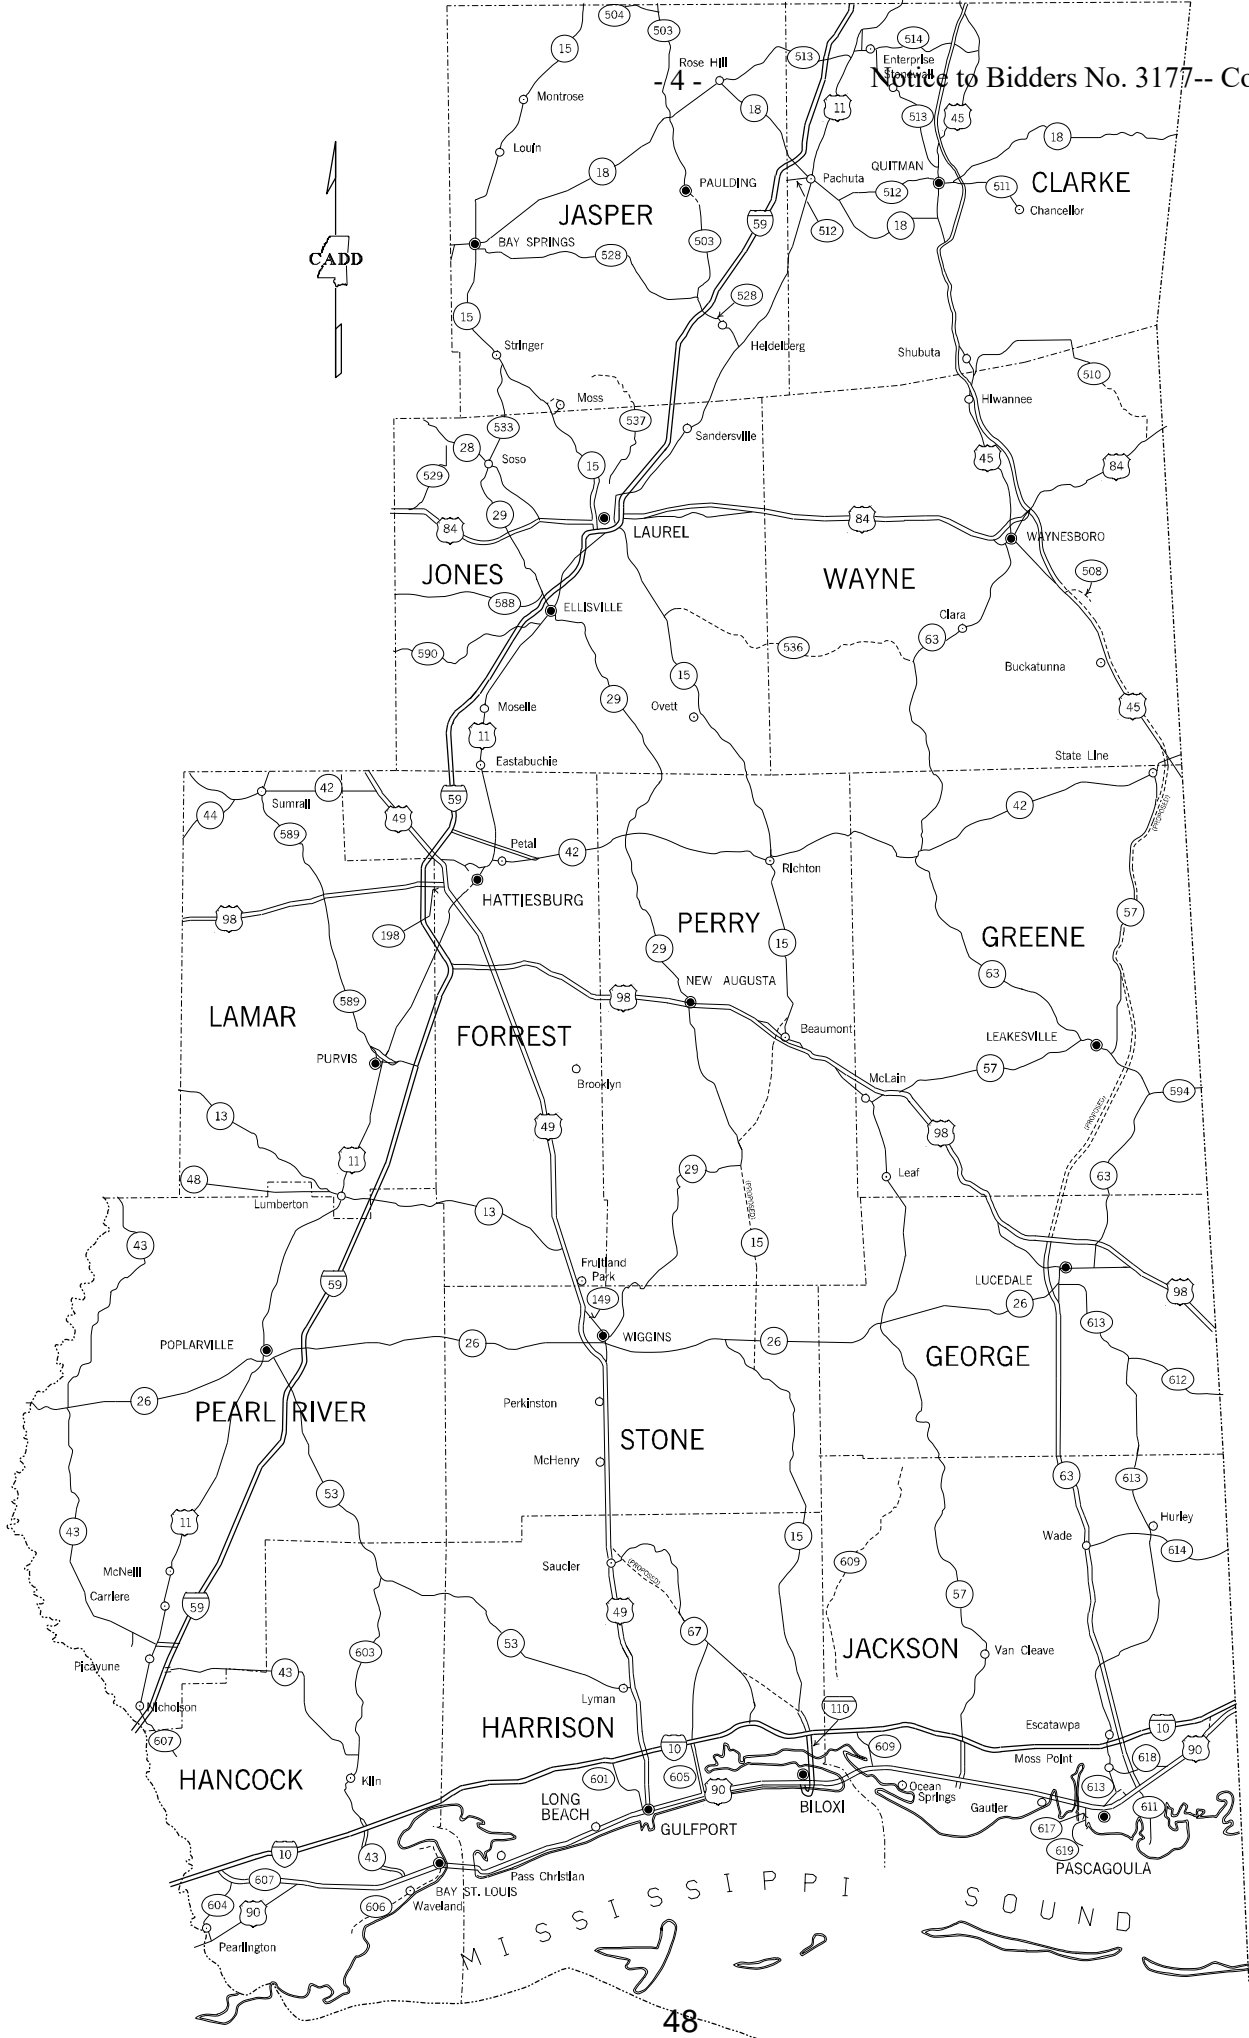 504
503
15
513
514
Rose Hill
Enterprise
Stonewall
- 4 -
Notice to Bidders No. 3177-- Co
Montrose
18
11
513
45
18
Louin
18
QUITMAN
PAULDING
Pachuta
512
511
CLARKE
JASPER
Chancellor
59
512
18
BAY SPRINGS
503
CADD
528
528
15
Stringer
Heidelberg
Shubuta
510
Moss
Hiwannee
533
537
Sandersville
28
Soso
15
45
84
529
29
84
LAUREL
84
WAYNESBORO
JONES
WAYNE
508
588
ELLISVILLE
Clara
63
590
536
Buckatunna
15
29
Moselle
Ovett
45
11
State Line
Eastabuchie
42
59
Sumrall
42
(PROPOSED)
44
49
589
Petal
42
Richton
HATTIESBURG
98
PERRY
57
198
GREENE
29
15
63
NEW AUGUSTA
98
589
LAMAR
FORREST
Beaumont
LEAKESVILLE
PURVIS
Brooklyn
57
McLain
594
13
(PROPOSED)
49
98
11
29
Leaf
63
48
Lumberton
(PROPOSED)
13
43
15
Fruitland
Park
59
LUCEDALE
98
149
26
613
POPLARVILLE
26
WIGGINS
26
GEORGE
612
26
PEARL RIVER
Perkinston
STONE
McHenry
63
613
53
43
11
15
Hurley
Wade
614
Saucier
609
McNeill
(PROPOSED)
Carriere
57
59
49
67
53
603
JACKSON
Van Cleave
Picayune
43
Lyman
Nicholson
110
HARRISON
Escatawpa
10
607
10
609
90
Moss Point
618
HANCOCK
Kiln
601
605
90
Ocean
Springs
613
LONG
BEACH
BILOXI
Gautier
611
GULFPORT
617
10
43
619
PASCAGOULA
607
Pass Christian
BAY ST. LOUIS
604
606
Waveland
90
MISSISSIPPI SOUND
Pearlington
48